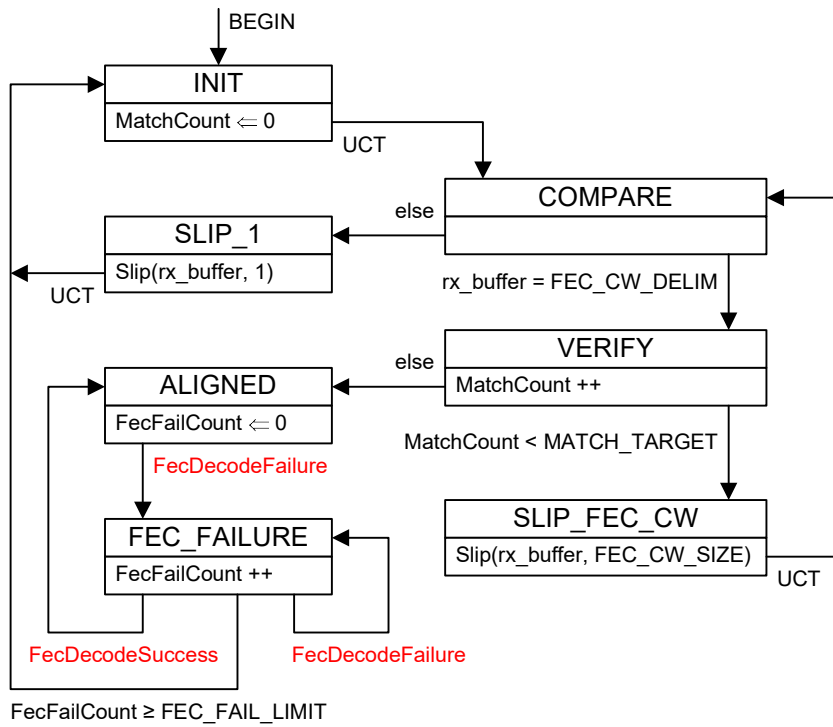 BEGIN
INIT
MatchCount ⇐ 0
UCT
COMPARE
else
SLIP_1
Slip(rx_buffer, 1)
UCT
rx_buffer = FEC_CW_DELIM
VERIFY
MatchCount ++
else
ALIGNED
FecFailCount ⇐ 0
MatchCount < MATCH_TARGET
FecDecodeFailure
SLIP_FEC_CW
Slip(rx_buffer, FEC_CW_SIZE)
UCT
FEC_FAILURE
FecFailCount ++
FecDecodeSuccess
FecDecodeFailure
FecFailCount ≥ FEC_FAIL_LIMIT